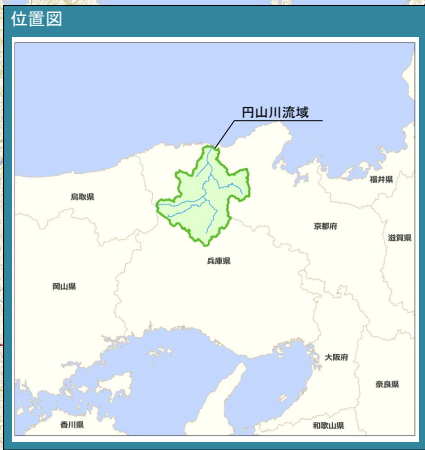 位置図
円山川流域
福井県
鳥取県
京都府
滋賀県
兵庫県
岡山県
大阪府
奈良県
香川県
和歌山県